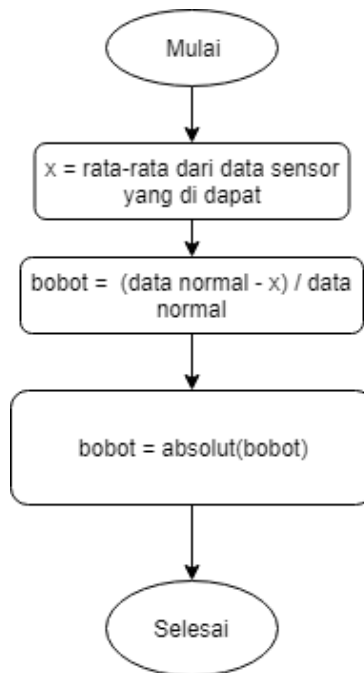 Mulai
x = rata-rata dari data sensor
yang di dapat
bobot = (data normal - x) / data
normal
bobot = absolut(bobot)
Selesai